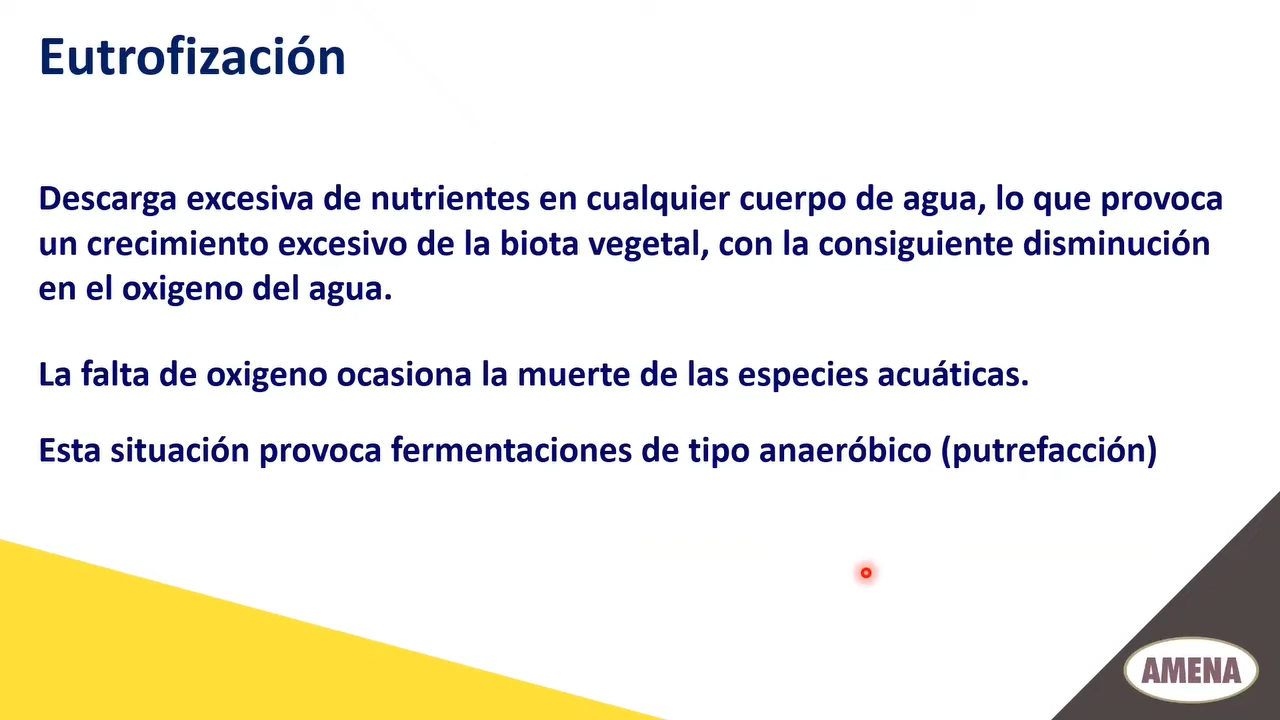 Eutrofización
Descarga excesiva de nutrientes en cualquier cuerpo de agua, lo que provoca
un crecimiento excesivo de la biota vegetal, con la consiguiente disminución
en el oxigeno del agua.
La falta de oxigeno ocasiona la muerte de las especies acuáticas.
Esta situación provoca fermentaciones de tipo anaeróbico (putrefacción)
AMENA